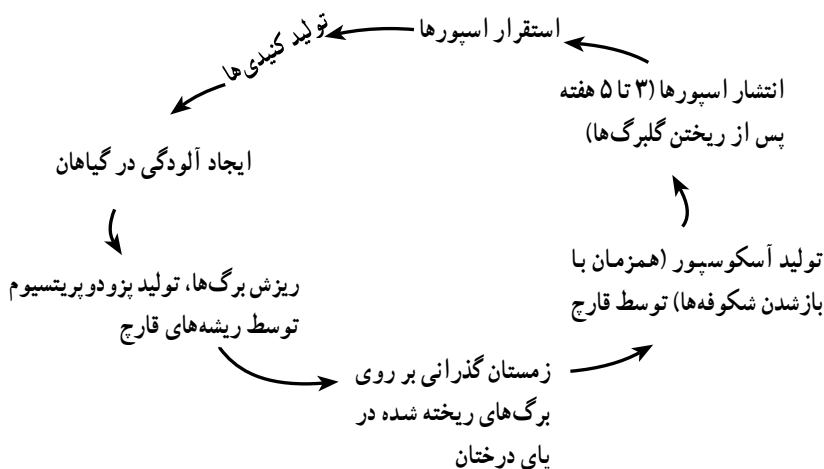 استقرار اسپورها
تولید کنیدی‌ها
ایجاد آلودگی در گیاهان
ریزش برگ‌ها، تولید پزودوپریتسیوم
توسط ریشه‌های قارچ
زمستان گذرانی بر روی
برگ‌های ریخته شده در
پای درختان
تولید آسکوسپور (همزمان با
بازشدن شکوفه‌ها) توسط قارچ
انتشار اسپورها (۳ تا ۵ هفته
پس از ریختن گلبرگ‌ها)